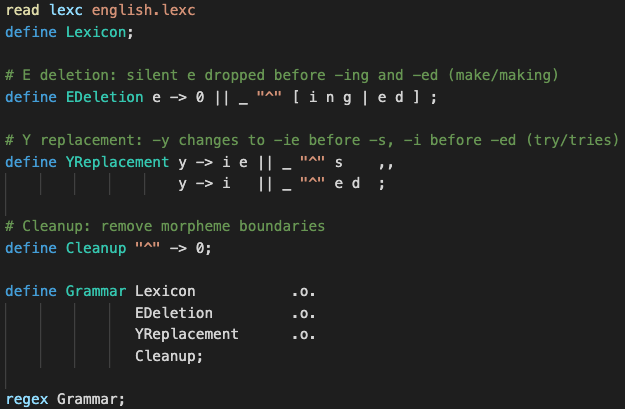 read lexc english.lexc
define Lexicon;
# E deletion: silent e dropped before -ing and -ed (make/making)
define EDeletion e -> 0 || _ "^" [ i n g | e d ] ;
# Y replacement: -y changes to -ie before -s, -i before -ed (try/tries)
define YReplacement y -> i e || _ "^" s    ,,
y -> i   || _ "^" e d  ;
# Cleanup: remove morpheme boundaries
define Cleanup "^" -> 0;
define Grammar Lexicon           .o.
EDeletion         .o.
YReplacement      .o.
Cleanup;
regex Grammar;